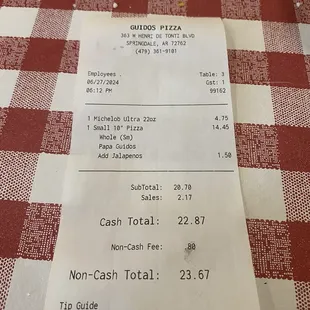 GUIDOS PIZZA
363 W HENRI DE TONTI BLVD
SPRINGDALE, AR 72762
(479) 361-9101
Employees . Table: 3
06/27/2024 Gst: 1
06:12 PM 99162
1 Michelob Ultra 22oz 4.75
1 Small 10" Pizza 14.45
Whole (Sm)
Papa Guidos
Add Jalapenos 1.50
SubTotal: 20.70
Sales: 2.17
Cash Total: 22.87
Non-Cash Fee: .80
Non-Cash Total: 23.67
Tip Guide